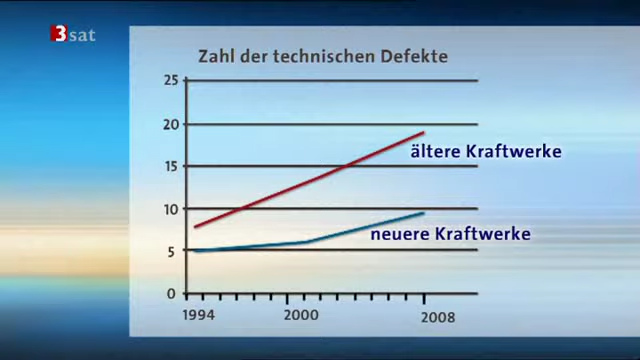 3sat
Zahl der technischen Defekte
25
20
15
10
5
0
ältere Kraftwerke
neuere Kraftwerke
1994 2000 2008